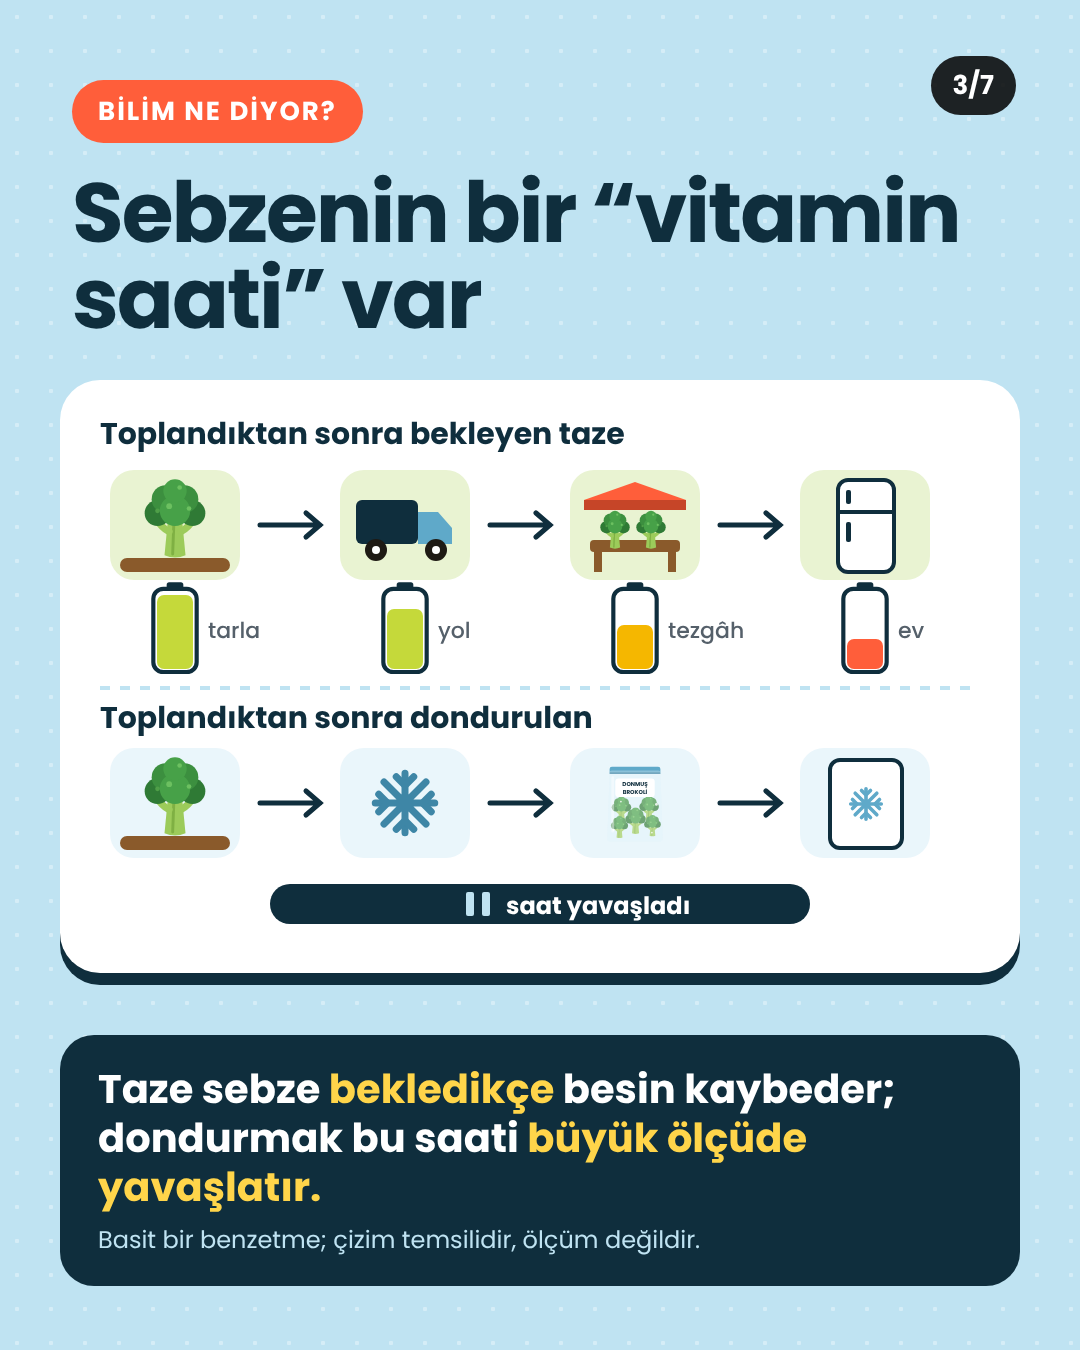 BİLİM NE DİYOR?
3/7
Sebzenin bir “vitamin
saati” var
Toplandıktan sonra bekleyen taze
tarla
yol
tezgâh
ev
Toplandıktan sonra dondurulan
DONMUŞ
BROKOLİ
saat yavaşladı
Taze sebze bekledikçe besin kaybeder;
dondurmak bu saati büyük ölçüde
yavaşlatır.
Basit bir benzetme; çizim temsilidir, ölçüm değildir.